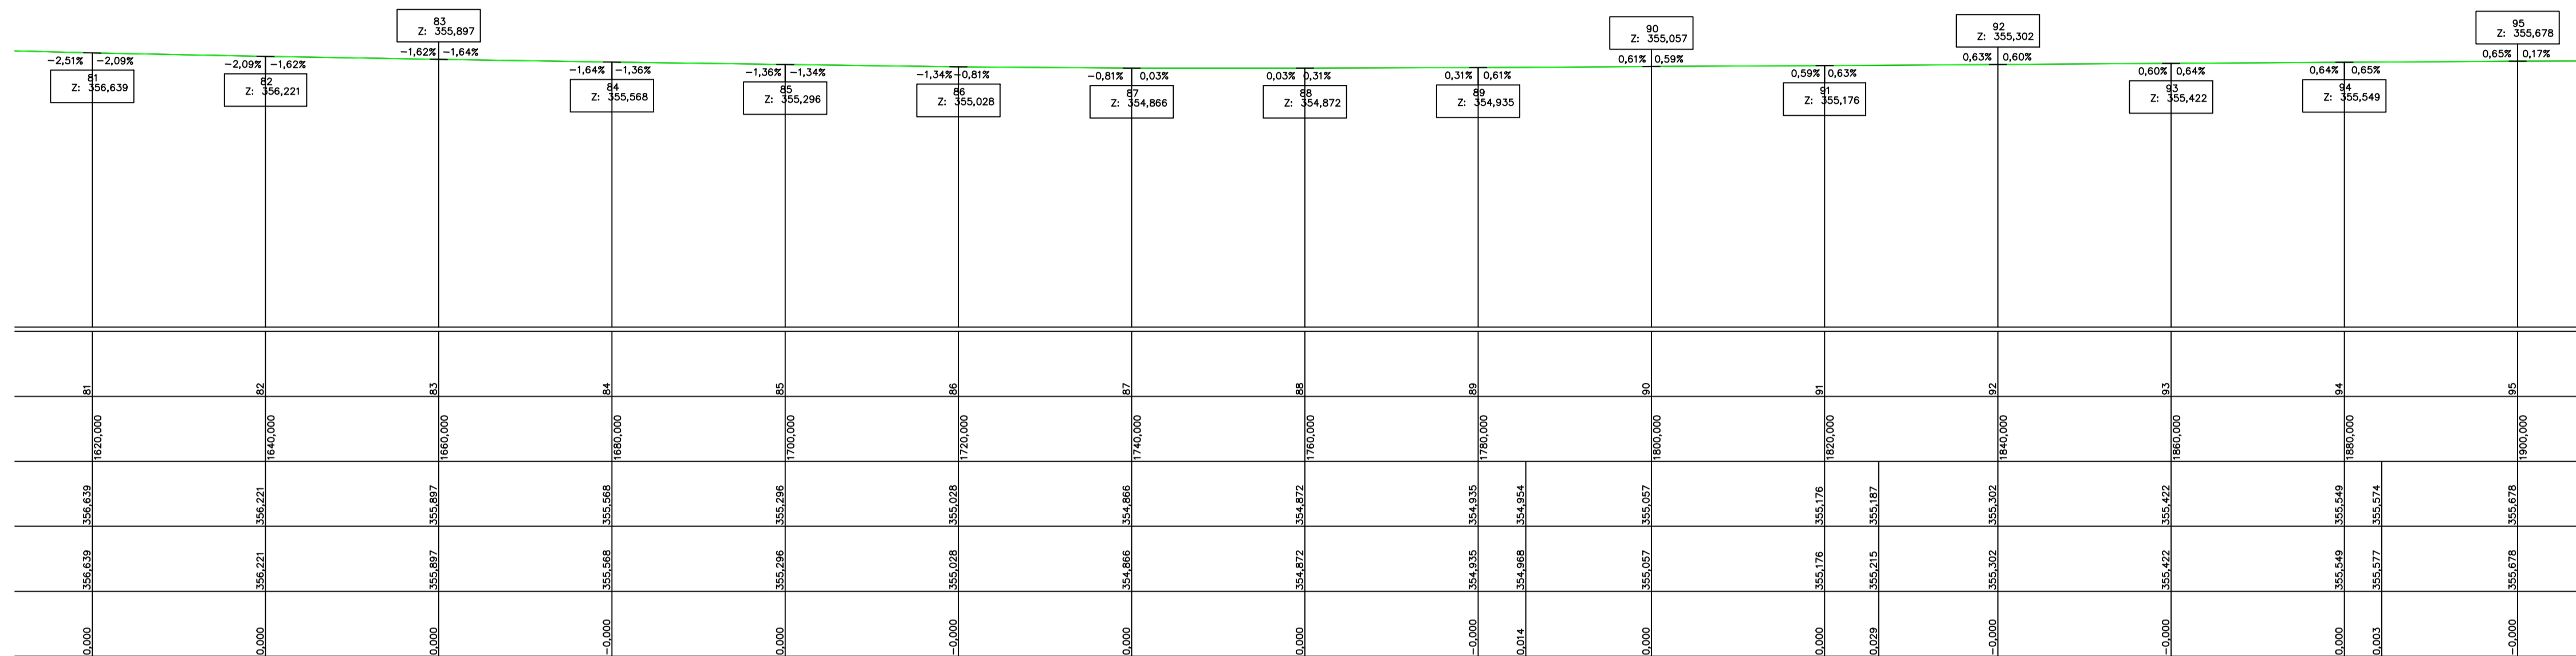 83
Z: 355,897
90
Z: 355,057
92
Z: 355,302
95
Z: 355,678
−2,51% −2,09%
−2,09% −1,62%
−1,62% −1,64%
−1,64% −1,36%
−1,36% −1,34%
−1,34% −0,81%
−0,81% 0,03%
0,03% 0,31%
0,31% 0,61%
0,61% 0,59%
0,59% 0,63%
0,63% 0,60%
0,60% 0,64%
0,64% 0,65%
0,65% 0,17%
81
Z: 356,639
82
Z: 356,221
84
Z: 355,568
85
Z: 355,296
86
Z: 355,028
87
Z: 354,866
88
Z: 354,872
89
Z: 354,935
91
Z: 355,176
93
Z: 355,422
94
Z: 355,549
81 82 83 84 85 86 87 88 89 90 91 92 93 94 95
1620,000 1640,000 1660,000 1680,000 1700,000 1720,000 1740,000 1760,000 1780,000 1800,000 1820,000 1840,000 1860,000 1880,000 1900,000
356,639 356,221 355,897 355,568 355,296 355,028 354,866 354,872 354,935 354,954 355,057 355,176 355,187 355,302 355,422 355,549 355,574 355,678
356,639 356,221 355,897 355,568 355,296 355,028 354,866 354,872 354,935 354,968 355,057 355,176 355,215 355,302 355,422 355,549 355,577 355,678
0,000 0,000 0,000 −0,000 0,000 −0,000 0,000 0,000 −0,000 0,014 0,000 0,000 0,029 −0,000 −0,000 0,000 0,003 −0,000